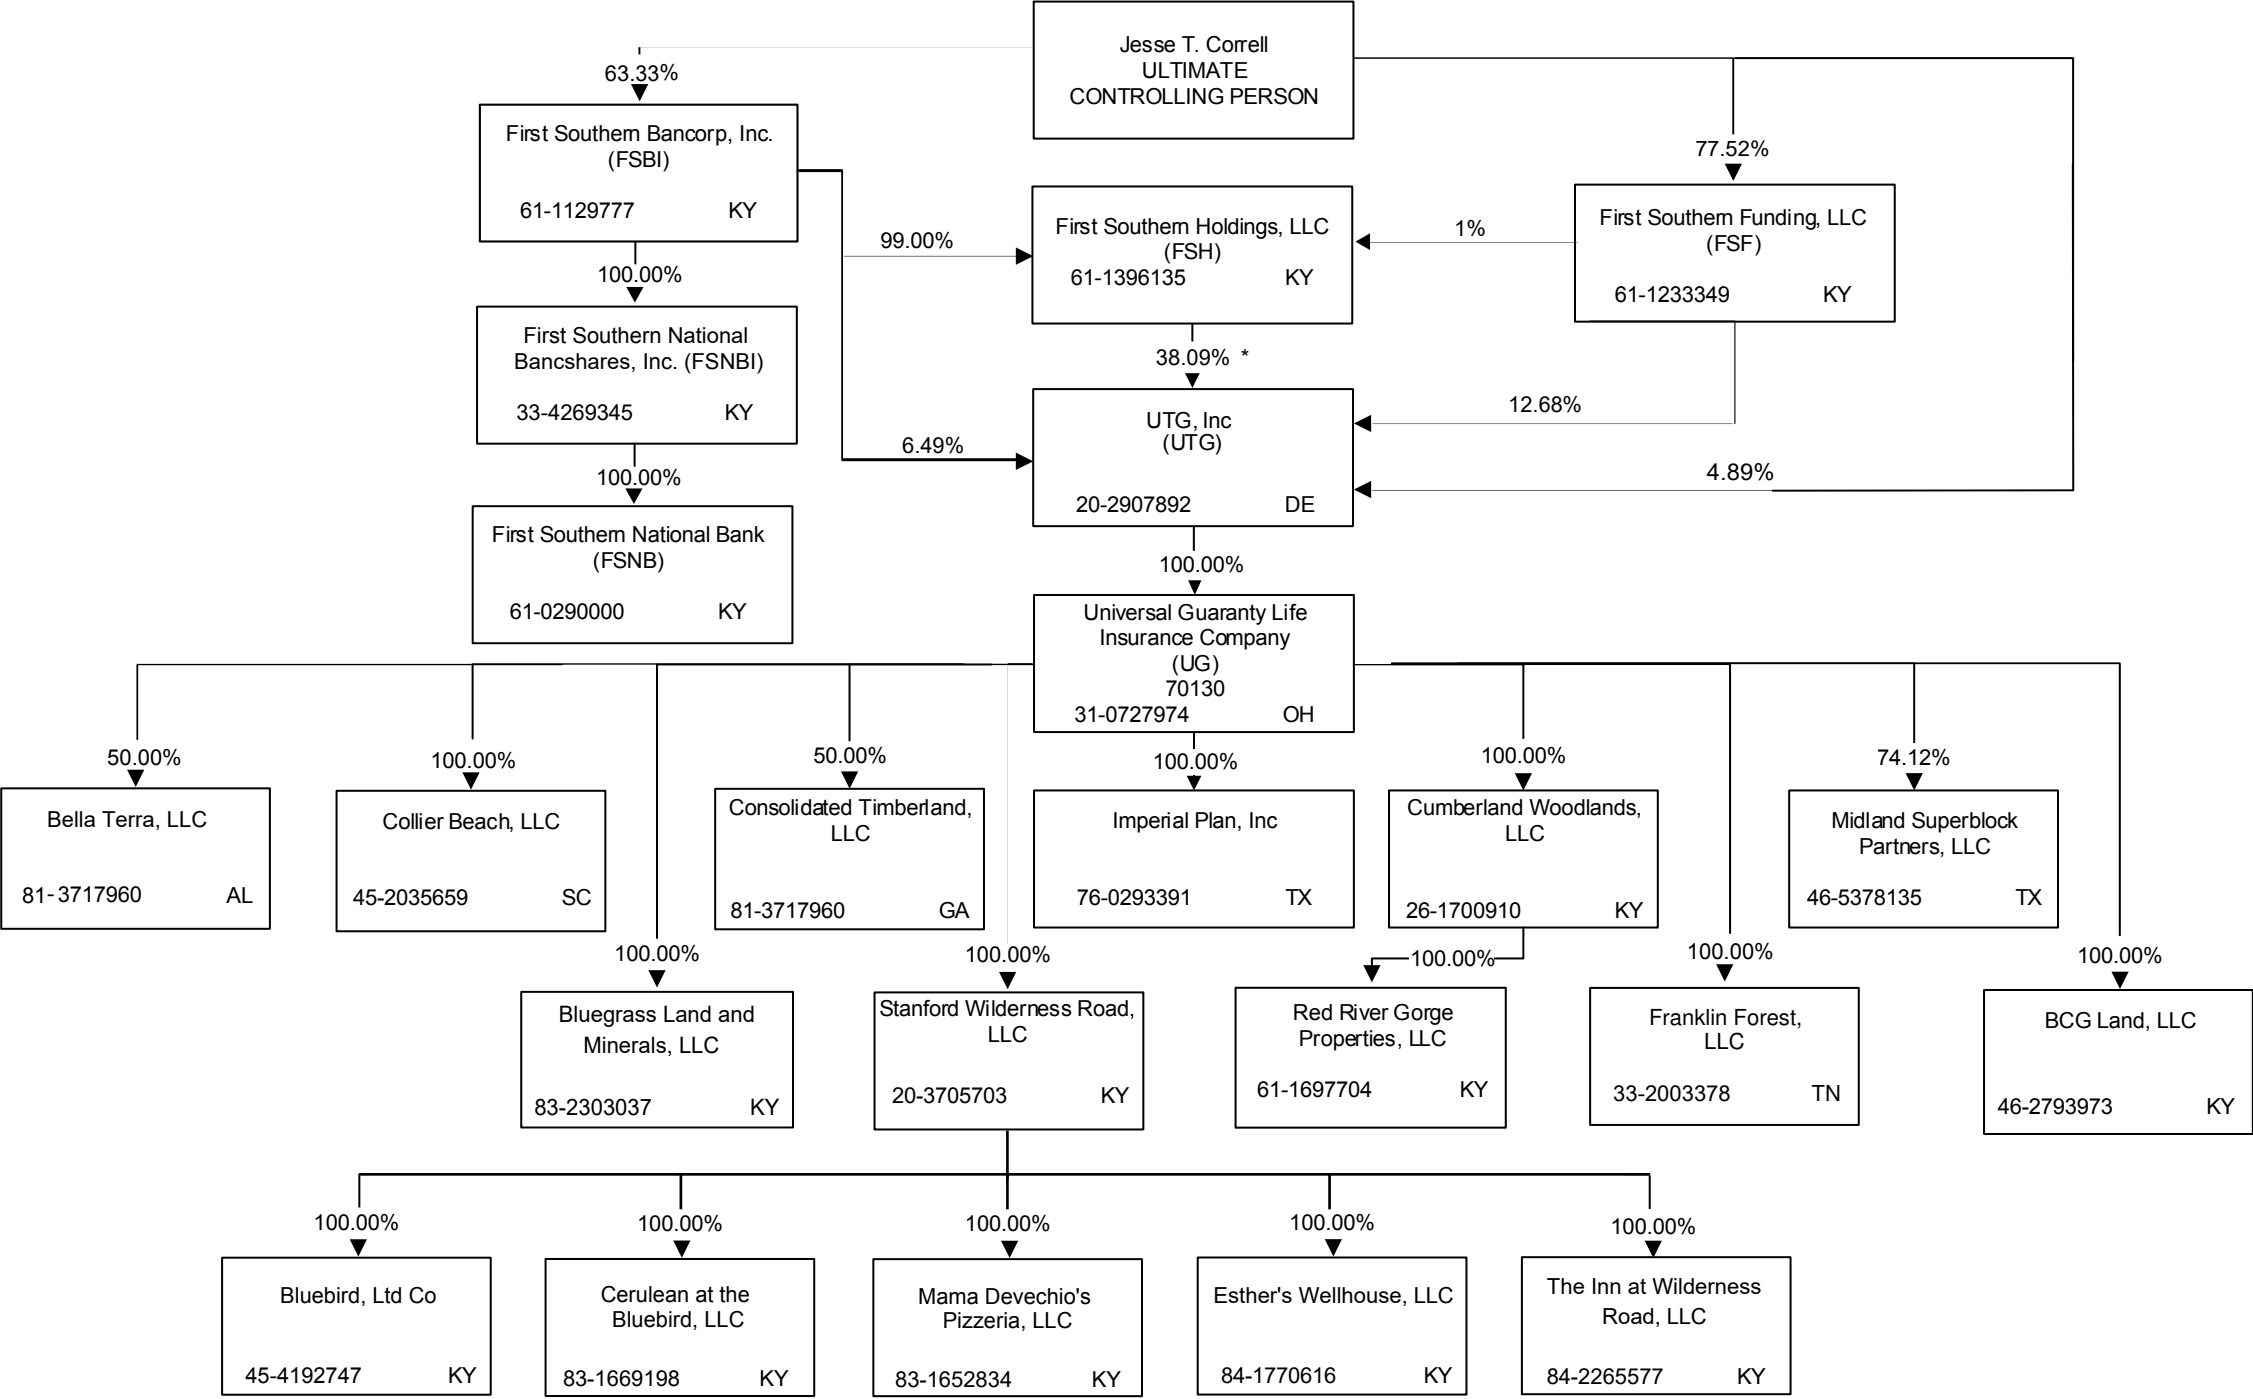 Jesse T. Correll
ULTIMATE
CONTROLLING PERSON
63.33%
77.52%
First Southern Bancorp, Inc.
(FSBI)
61-1129777 KY
First Southern Holdings, LLC
(FSH)
61-1396135 KY
First Southern Funding, LLC
(FSF)
61-1233349 KY
99.00%
1%
100.00%
38.09% *
First Southern National
Bancshares, Inc. (FSNBI)
33-4269345 KY
12.68%
UTG, Inc
(UTG)
20-2907892 DE
6.49%
4.89%
100.00%
First Southern National Bank
(FSNB)
61-0290000 KY
100.00%
Universal Guaranty Life
Insurance Company
(UG)
70130
31-0727974 OH
50.00%
100.00%
50.00%
100.00%
100.00%
74.12%
Bella Terra, LLC
81-3717960 AL
Collier Beach, LLC
45-2035659 SC
Consolidated Timberland,
LLC
81-3717960 GA
Imperial Plan, Inc
76-0293391 TX
Cumberland Woodlands,
LLC
26-1700910 KY
Midland Superblock
Partners, LLC
46-5378135 TX
100.00%
100.00%
100.00%
100.00%
100.00%
Bluegrass Land and
Minerals, LLC
83-2303037 KY
Stanford Wilderness Road,
LLC
20-3705703 KY
Red River Gorge
Properties, LLC
61-1697704 KY
Franklin Forest,
LLC
33-2003378 TN
BCG Land, LLC
46-2793973 KY
100.00%
100.00%
100.00%
100.00%
100.00%
Bluebird, Ltd Co
45-4192747 KY
Cerulean at the
Bluebird, LLC
83-1669198 KY
Mama Devechio's
Pizzeria, LLC
83-1652834 KY
Esther's Wellhouse, LLC
84-1770616 KY
The Inn at Wilderness
Road, LLC
84-2265577 KY